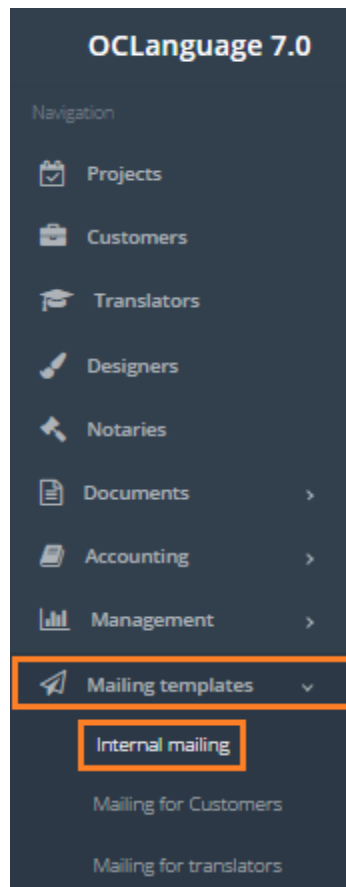 OCLanguage 7.0
Navigation
Projects
Customers
Translators
Designers
Notaries
Documents
Accounting
Management
Mailing templates
Internal mailing
Mailing for Customers
Mailing for translators